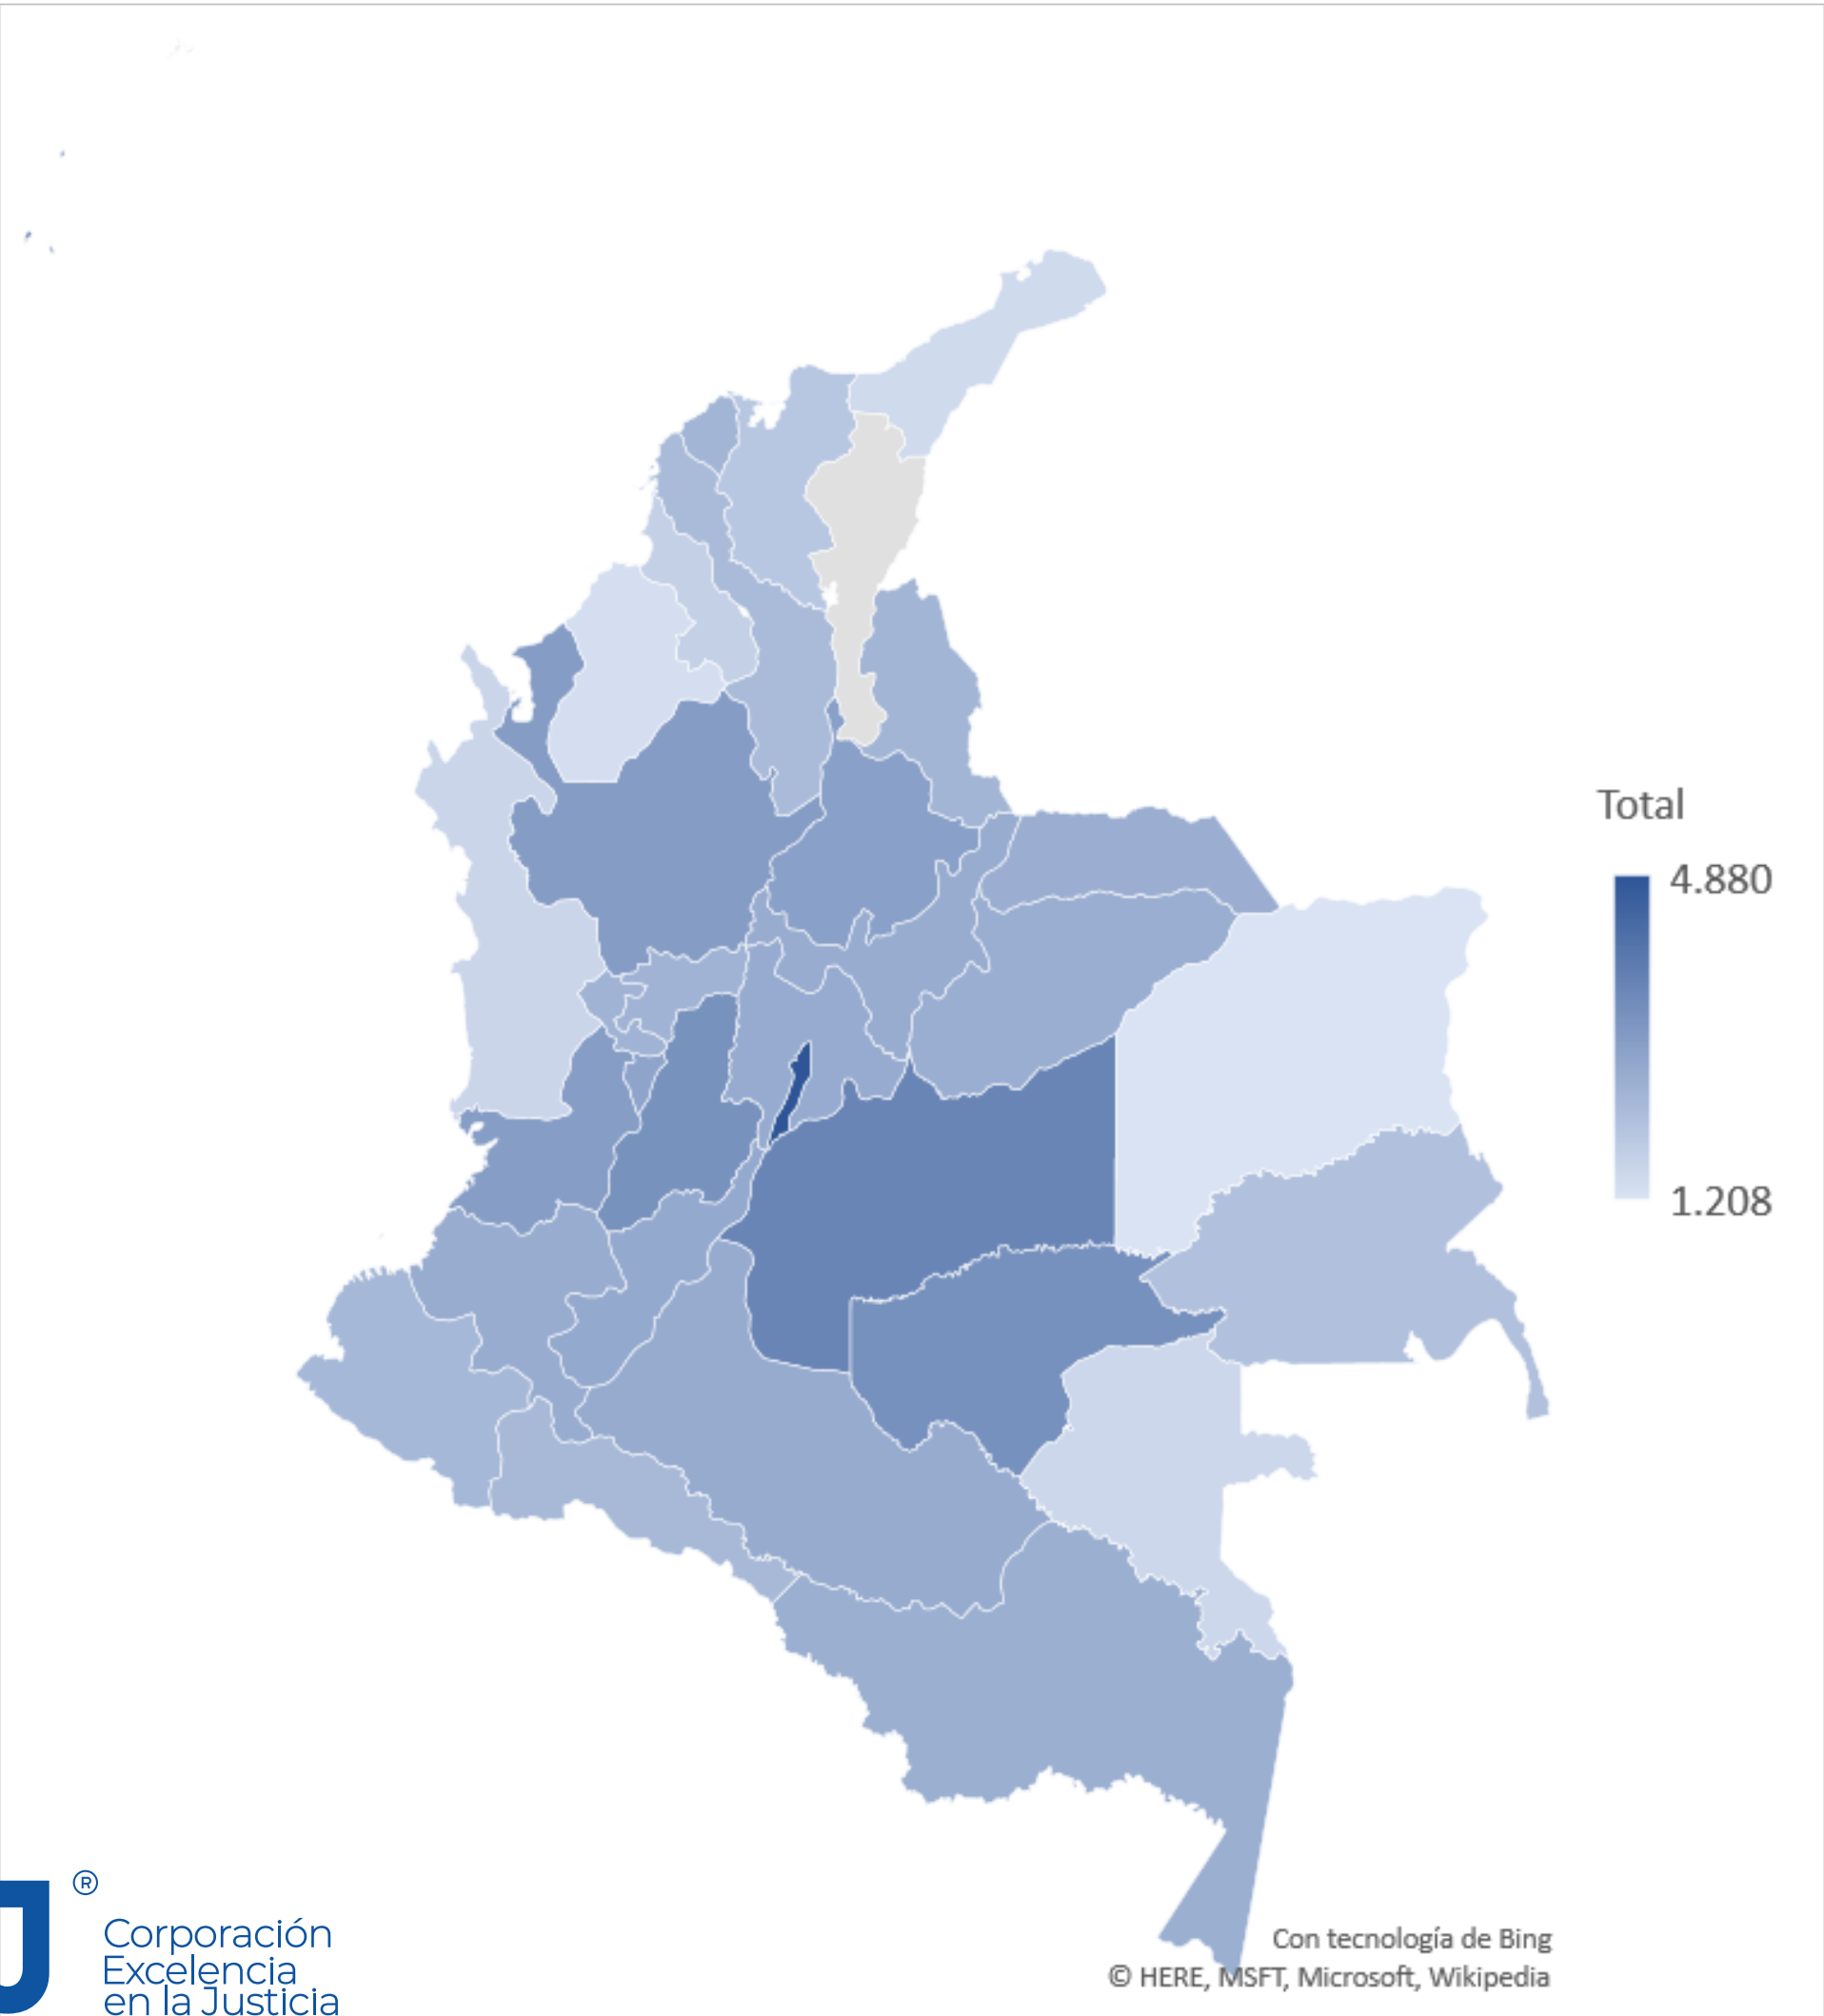 Total
4.880
1.208
J ®
Corporación
Excelencia
en la Justicia
Con tecnología de Bing
© HERE, MSFT, Microsoft, Wikipedia